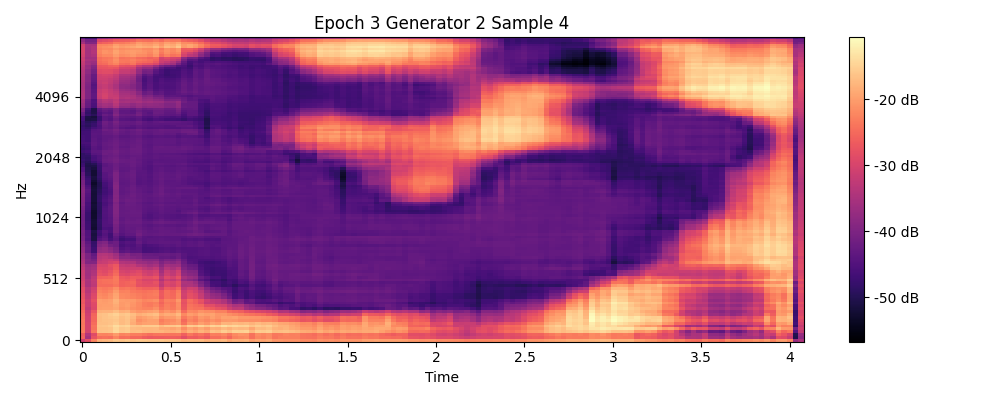 Epoch 3 Generator 2 Sample 4
Hz
4096
2048
1024
512
0
0 0.5 1 1.5 2 2.5 3 3.5 4
Time
-20 dB
-30 dB
-40 dB
-50 dB